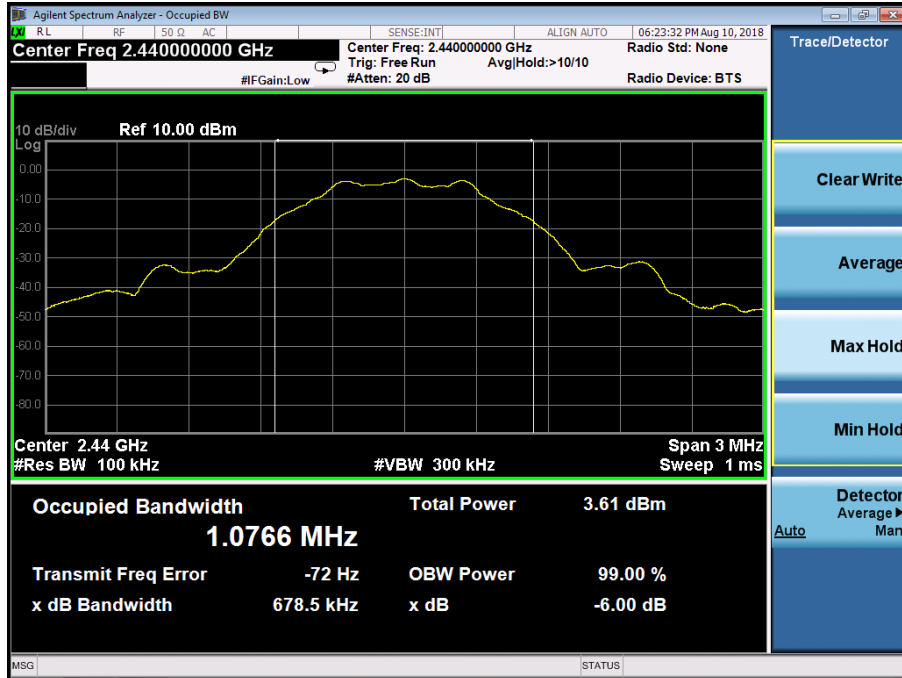 Agilent Spectrum Analyzer - Occupied BW
LXI RL RF 50 Ω AC SENSE:INT ALIGN AUTO 06:23:32 PM Aug 10, 2018
Center Freq 2.440000000 GHz
Center Freq: 2.440000000 GHz Radio Std: None
Trig: Free Run Avg|Hold:>10/10
#IFGain:Low #Atten: 20 dB Radio Device: BTS
Trace/Detector
10 dB/div Ref 10.00 dBm
Log
0.00
-10.0
-20.0
-30.0
-40.0
-50.0
-60.0
-70.0
-80.0
Clear Write
Average
Max Hold
Min Hold
Center 2.44 GHz Span 3 MHz
#Res BW 100 kHz #VBW 300 kHz Sweep 1 ms
Occupied Bandwidth Total Power 3.61 dBm
1.0766 MHz
Transmit Freq Error -72 Hz OBW Power 99.00 %
x dB Bandwidth 678.5 kHz x dB -6.00 dB
Detector
Average
Auto Man
MSG STATUS